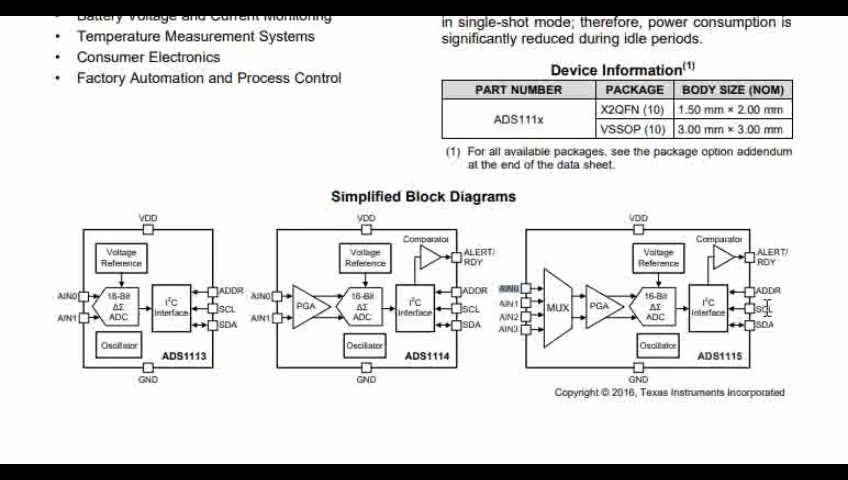 Battery Voltage and Current Monitoring
• Temperature Measurement Systems
• Consumer Electronics
• Factory Automation and Process Control
in single-shot mode; therefore, power consumption is
significantly reduced during idle periods.
Device Information(1)
PART NUMBER PACKAGE BODY SIZE (NOM)
ADS111x
X2QFN (10) 1.50 mm × 2.00 mm
VSSOP (10) 3.00 mm × 3.00 mm
(1) For all available packages, see the package option addendum
at the end of the data sheet.
Simplified Block Diagrams
VDD
Voltage
Reference
AIN0
AIN1
16-Bit
ΔΣ
ADC
I²C
Interface
ADDR
SCL
SDA
Oscillator
ADS1113
GND
VDD
Voltage
Reference
Comparator
ALERT/
RDY
AIN0
AIN1
PGA
16-Bit
ΔΣ
ADC
I²C
Interface
ADDR
SCL
SDA
Oscillator
ADS1114
GND
VDD
Voltage
Reference
Comparator
ALERT/
RDY
AIN0
AIN1
AIN2
AIN3
MUX
PGA
16-Bit
ΔΣ
ADC
I²C
Interface
ADDR
SCL
SDA
Oscillator
ADS1115
GND
Copyright © 2016, Texas Instruments Incorporated